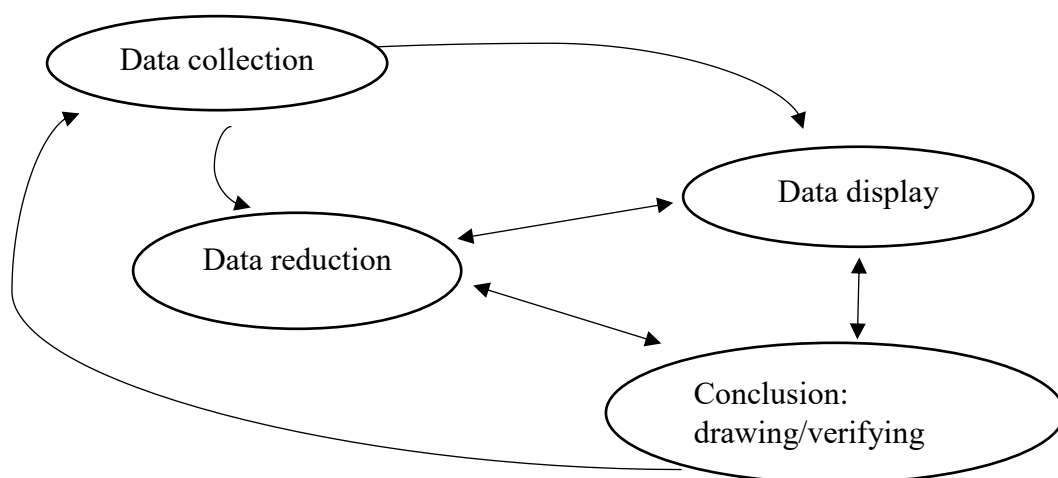 Data collection
Data display
Data reduction
Conclusion:
drawing/verifying